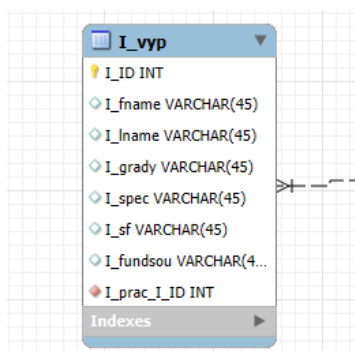 I_vyp
I_ID INT
I_fname VARCHAR(45)
I_lname VARCHAR(45)
I_grady VARCHAR(45)
I_spec VARCHAR(45)
I_sf VARCHAR(45)
I_fundsou VARCHAR(4...
I_prac_I_ID INT
Indexes